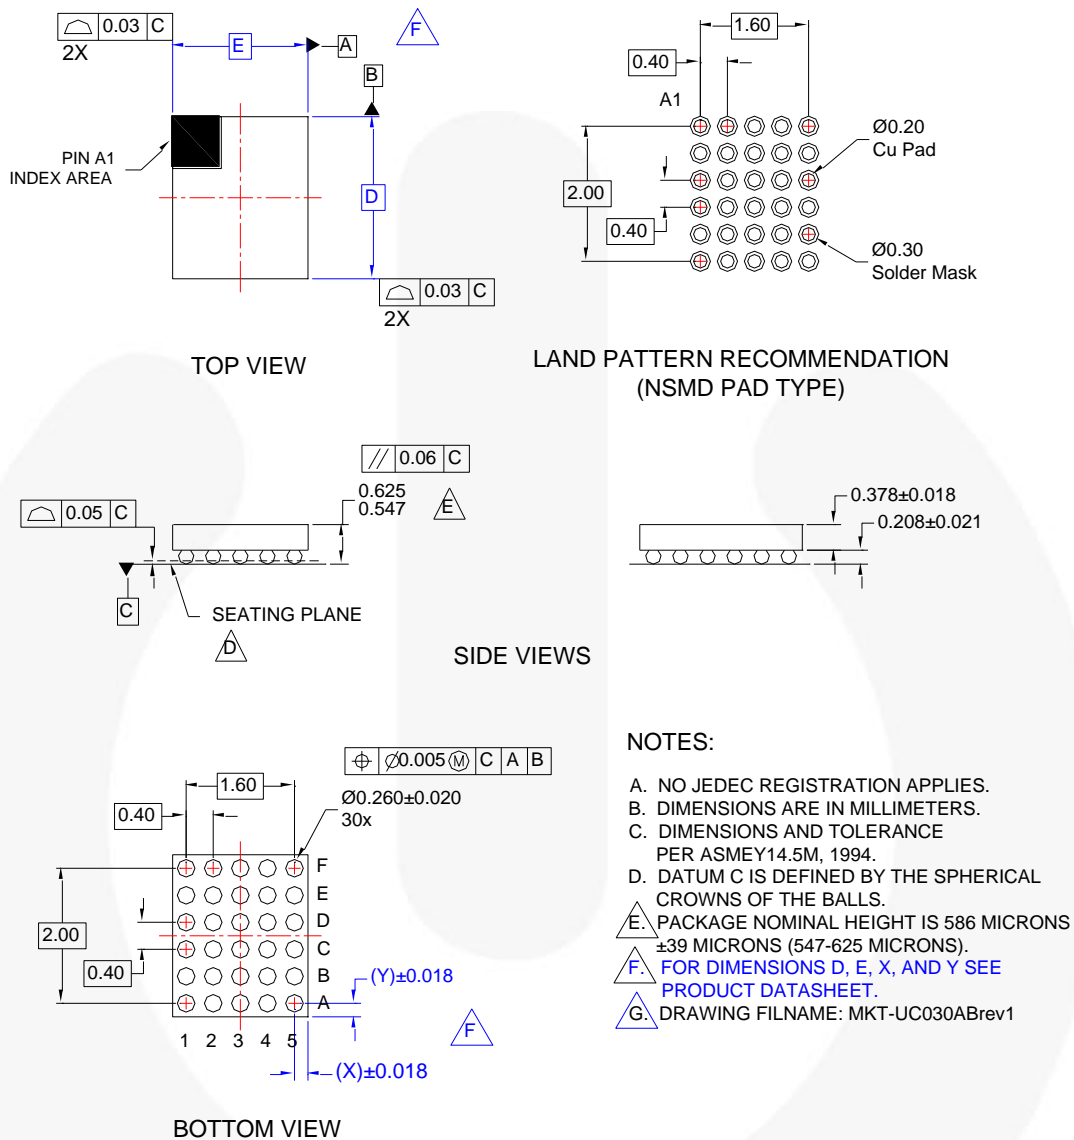 0.03 C
2X
E
A
F
B
PIN A1
INDEX AREA
D
0.03 C
2X
TOP VIEW
1.60
0.40
A1
Ø0.20
Cu Pad
2.00
0.40
Ø0.30
Solder Mask
LAND PATTERN RECOMMENDATION
(NSMD PAD TYPE)
// 0.06 C
0.625
0.547
E
0.05 C
C
SEATING PLANE
D
0.378±0.018
0.208±0.021
SIDE VIEWS
Ø0.005 M C A B
1.60
Ø0.260±0.020
30x
0.40
F
E
D
2.00
C
0.40
B
(Y)±0.018
A
1 2 3 4 5
F
(X)±0.018
BOTTOM VIEW
NOTES:
A. NO JEDEC REGISTRATION APPLIES.
B. DIMENSIONS ARE IN MILLIMETERS.
C. DIMENSIONS AND TOLERANCE
PER ASMEY14.5M, 1994.
D. DATUM C IS DEFINED BY THE SPHERICAL
CROWNS OF THE BALLS.
E. PACKAGE NOMINAL HEIGHT IS 586 MICRONS
±39 MICRONS (547-625 MICRONS).
F. FOR DIMENSIONS D, E, X, AND Y SEE
PRODUCT DATASHEET.
G. DRAWING FILNAME: MKT-UC030ABrev1